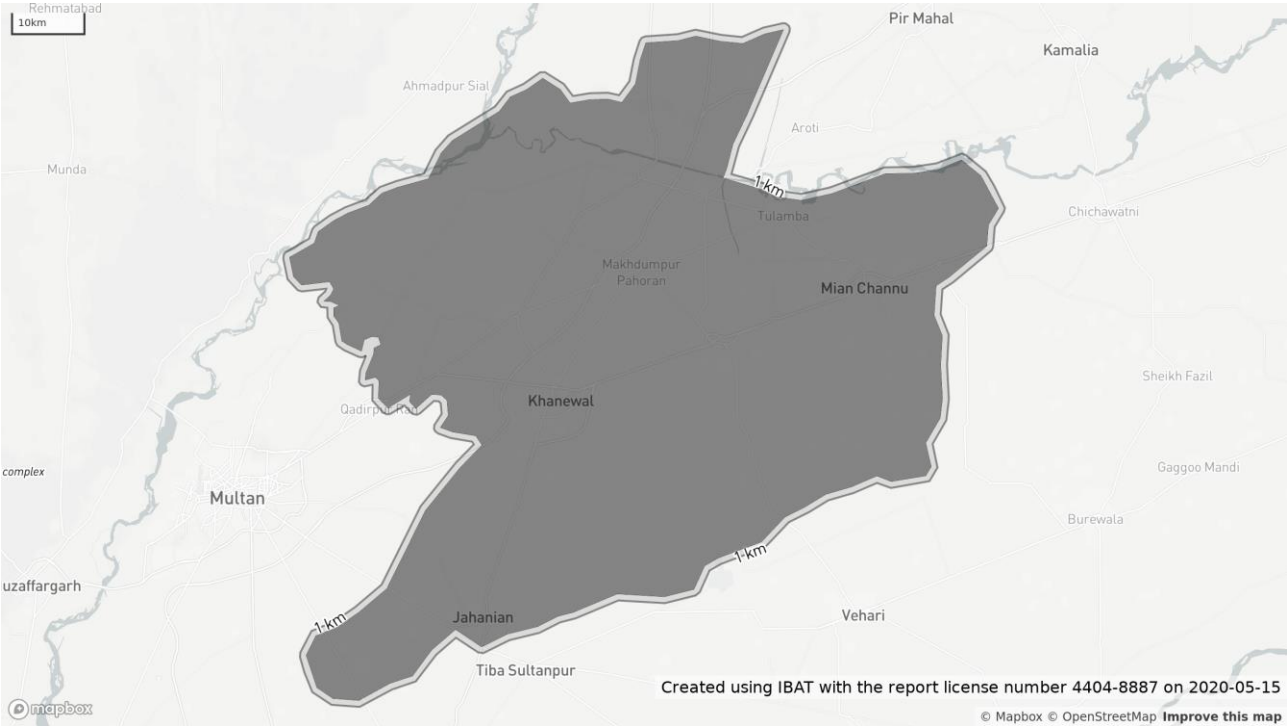 Rehmatabad
10km
Pir Mahal
Kamalia
Ahmadpur Sial
Aroti
Munda
1 km
Tulamba
Chichawatni
Makhdumpur
Pahoran
Mian Channu
Sheikh Fazil
Khanewal
Qadirpur Ran
complex
Multan
Gaggoo Mandi
Burewala
1 km
uzaffargarh
Jahanian
Vehari
1 km
Tiba Sultanpur
Created using IBAT with the report license number 4404-8887 on 2020-05-15
mapbox
© Mapbox © OpenStreetMap Improve this map